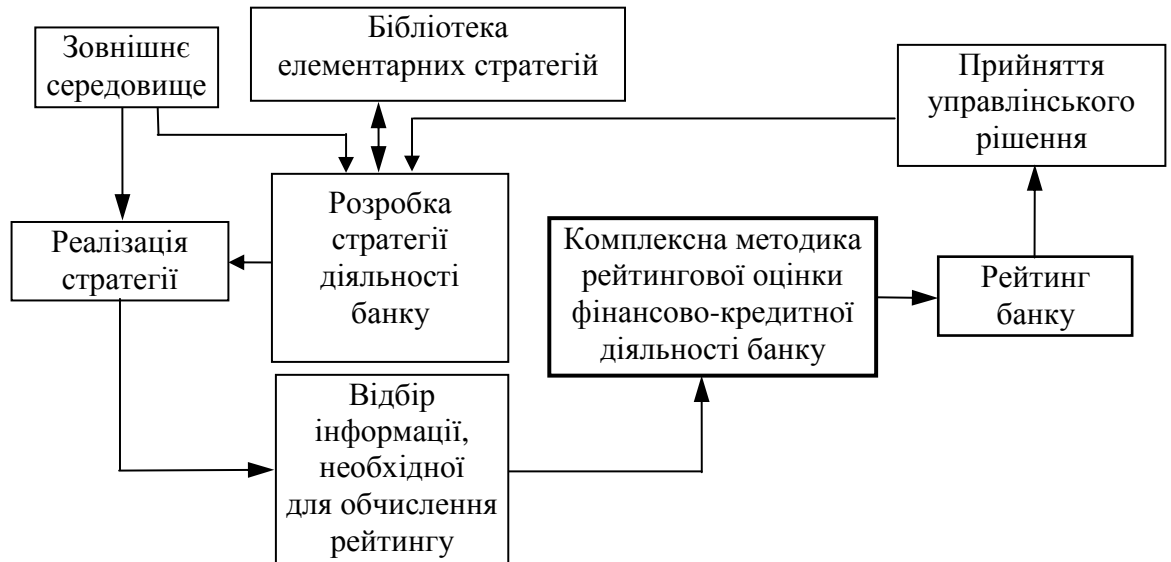 Зовнішнє
середовище
Бібліотека
елементарних стратегій
Прийняття
управлінського
рішення
Реалізація
стратегії
Розробка
стратегії
діяльності
банку
Комплексна методика
рейтингової оцінки
фінансово-кредитної
діяльності банку
Рейтинг
банку
Відбір
інформації,
необхідної
для обчислення
рейтингу